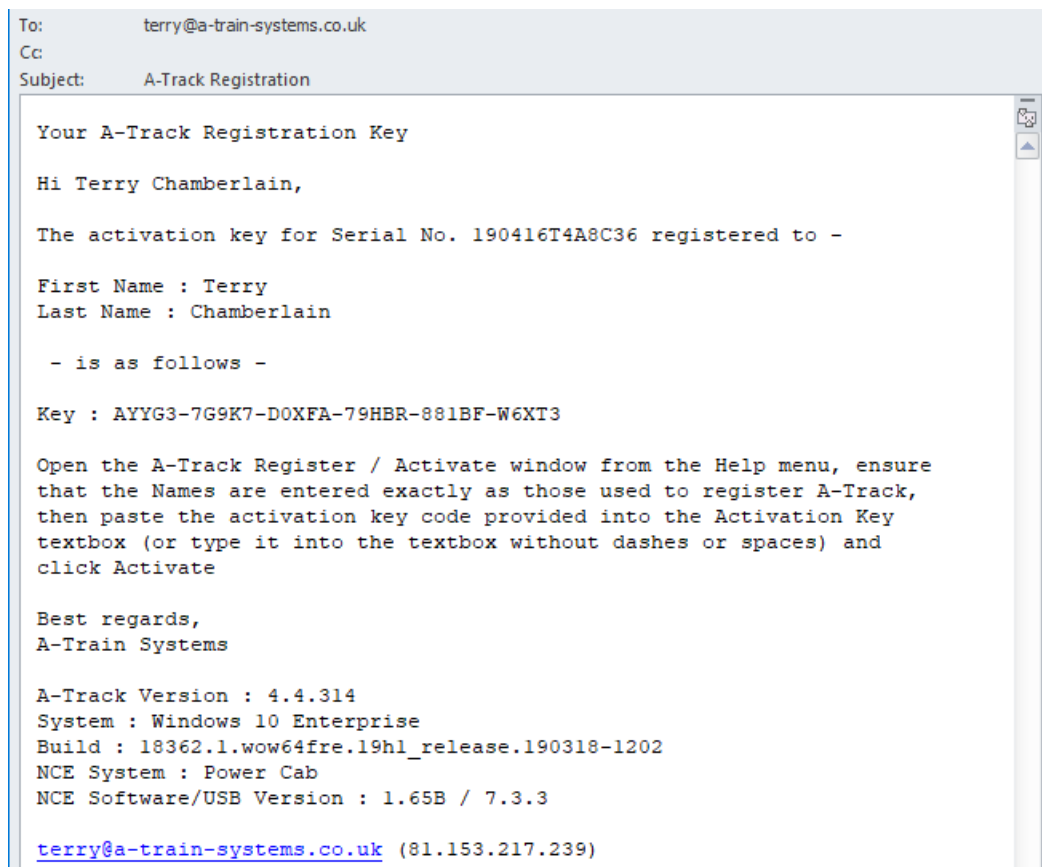 To: terry@a-train-systems.co.uk
Cc:
Subject: A-Track Registration
Your A-Track Registration Key
Hi Terry Chamberlain,
The activation key for Serial No. 190416T4A8C36 registered to -
First Name : Terry
Last Name : Chamberlain
- is as follows -
Key : AYYG3-7G9K7-D0XFA-79HBR-881BF-W6XT3
Open the A-Track Register / Activate window from the Help menu, ensure
that the Names are entered exactly as those used to register A-Track,
then paste the activation key code provided into the Activation Key
textbox (or type it into the textbox without dashes or spaces) and
click Activate
Best regards,
A-Train Systems
A-Track Version : 4.4.314
System : Windows 10 Enterprise
Build : 18362.1.wow64fre.19h1_release.190318-1202
NCE System : Power Cab
NCE Software/USB Version : 1.65B / 7.3.3
terry@a-train-systems.co.uk (81.153.217.239)